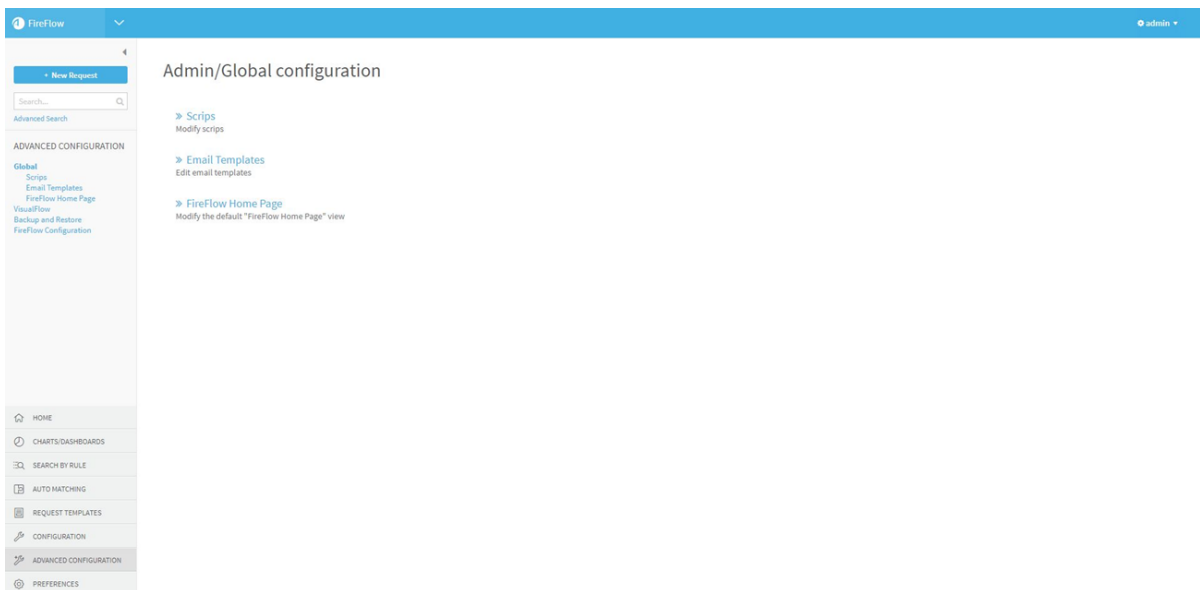 FireFlow
admin
+ New Request
Search...
Advanced Search
ADVANCED CONFIGURATION
Global
Scrips
Email Templates
FireFlow Home Page
VisualFlow
Backup and Restore
FireFlow Configuration
HOME
CHARTS/DASHBOARDS
SEARCH BY RULE
AUTO MATCHING
REQUEST TEMPLATES
CONFIGURATION
ADVANCED CONFIGURATION
PREFERENCES
Admin/Global configuration
» Scrips
Modify scrips
» Email Templates
Edit email templates
» FireFlow Home Page
Modify the default "FireFlow Home Page" view